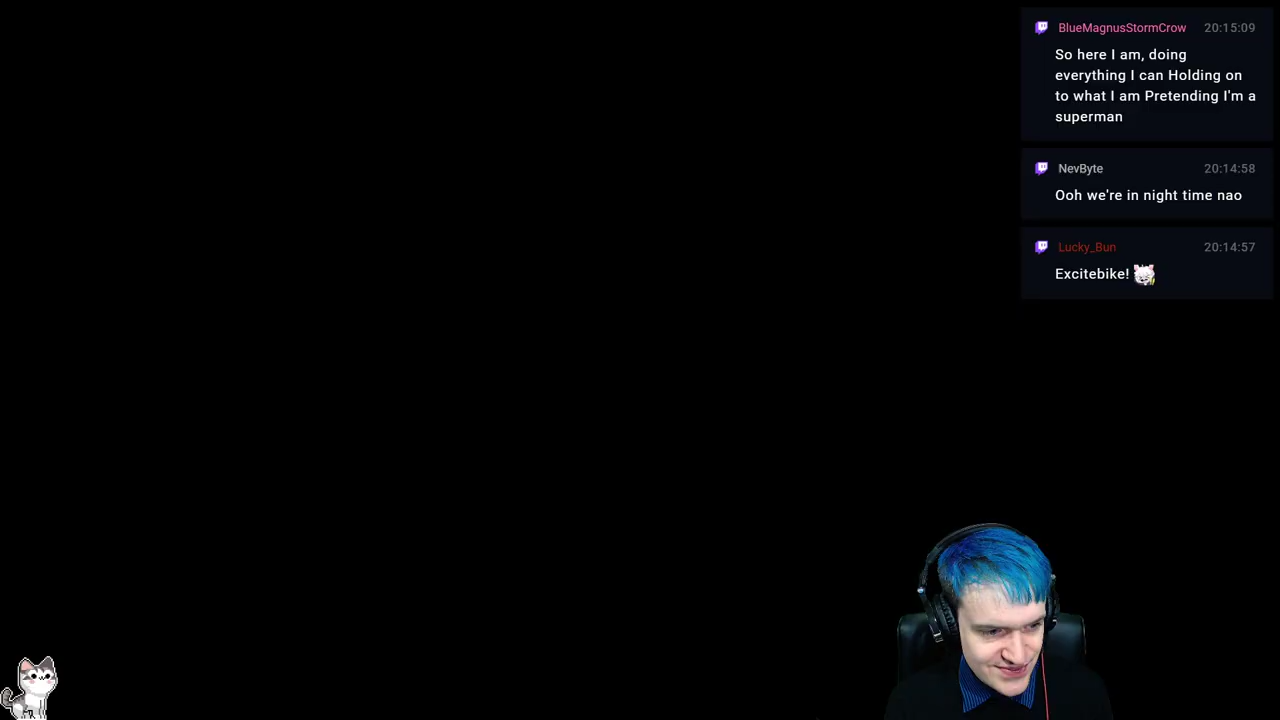 BlueMagnusStormCrow 20:15:09
So here I am, doing
everything I can Holding on
to what I am Pretending I'm a
superman
NevByte 20:14:58
Ooh we're in night time nao
Lucky_Bun 20:14:57
Excitebike!